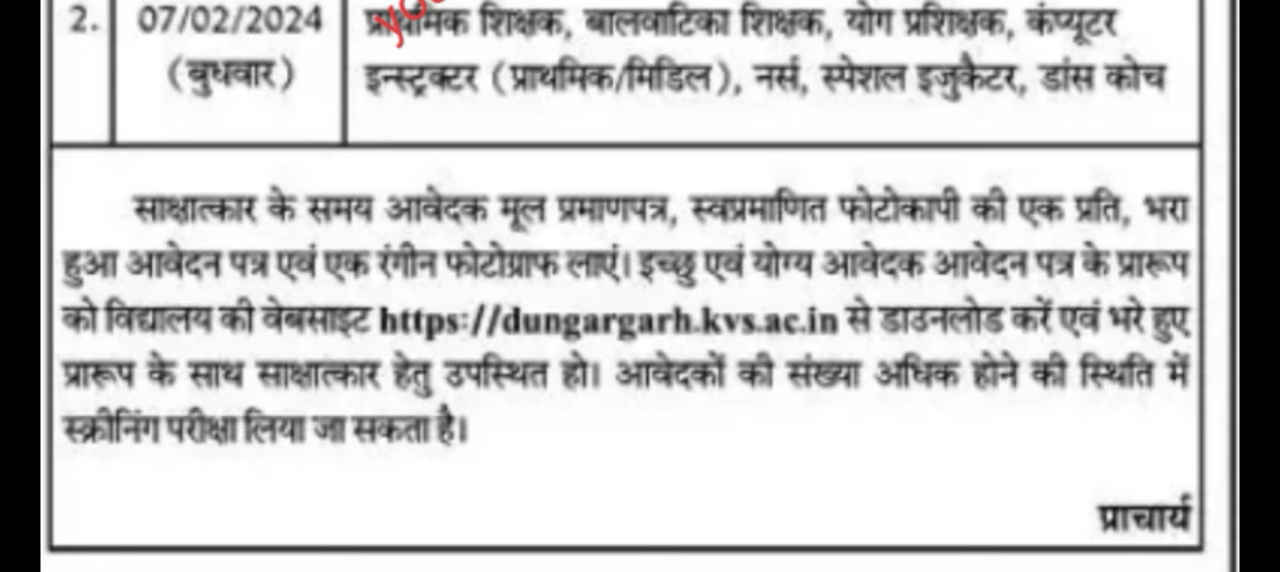 2. 07/02/2024 प्राथमिक शिक्षक, बालवाटिका शिक्षक, योग प्रशिक्षक, कंप्यूटर
(बुधवार) इन्स्ट्रक्टर (प्राथमिक/मिडिल), नर्स, स्पेशल इजुकैटर, डांस कोच
साक्षात्कार के समय आवेदक मूल प्रमाणपत्र, स्वप्रमाणित फोटोकापी की एक प्रति, भरा
हुआ आवेदन पत्र एवं एक रंगीन फोटोग्राफ लाएं। इच्छु एवं योग्य आवेदक आवेदन पत्र के प्रारूप
को विद्यालय की वेबसाइट https://dungargarh.kvs.ac.in से डाउनलोड करें एवं भरे हुए
प्रारूप के साथ साक्षात्कार हेतु उपस्थित हो। आवेदकों की संख्या अधिक होने की स्थिति में
स्क्रीनिंग परीक्षा लिया जा सकता है।
प्राचार्य